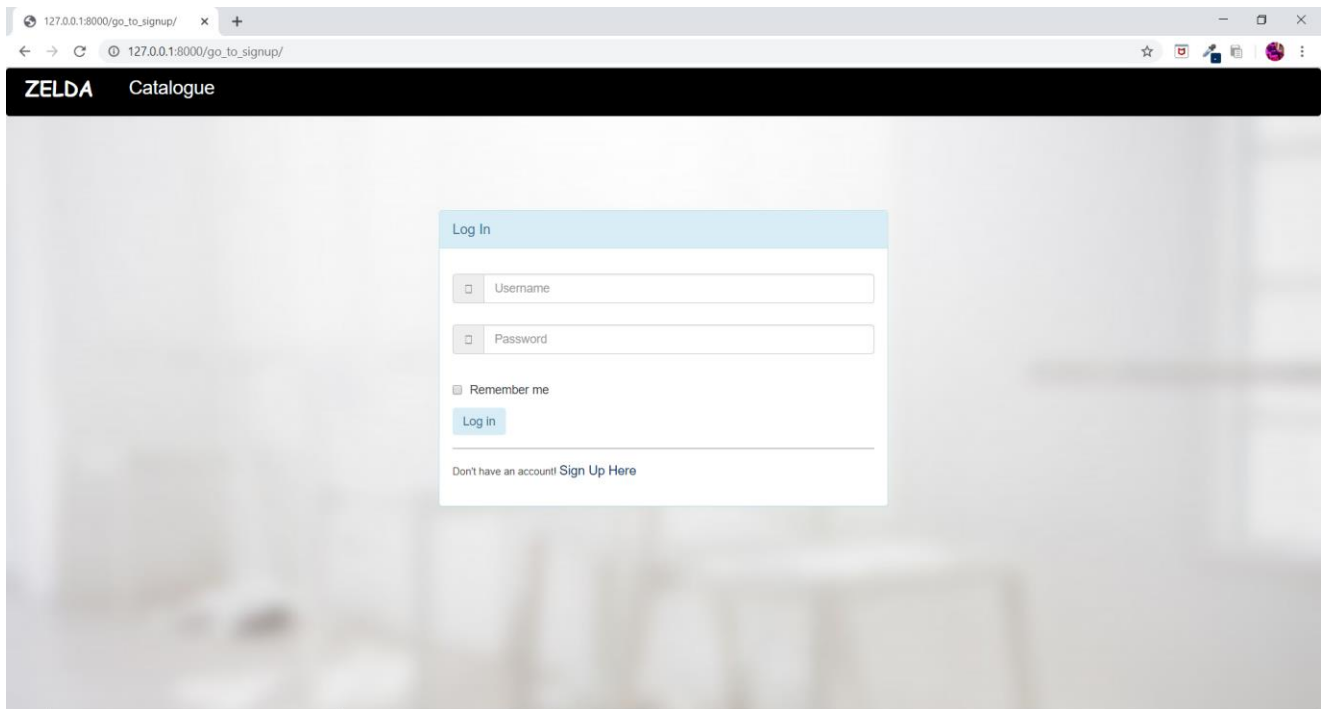 127.0.0.1:8000/go_to_signup/
127.0.0.1:8000/go_to_signup/
ZELDA Catalogue
Log In
Username
Password
Remember me
Log in
Don't have an account! Sign Up Here